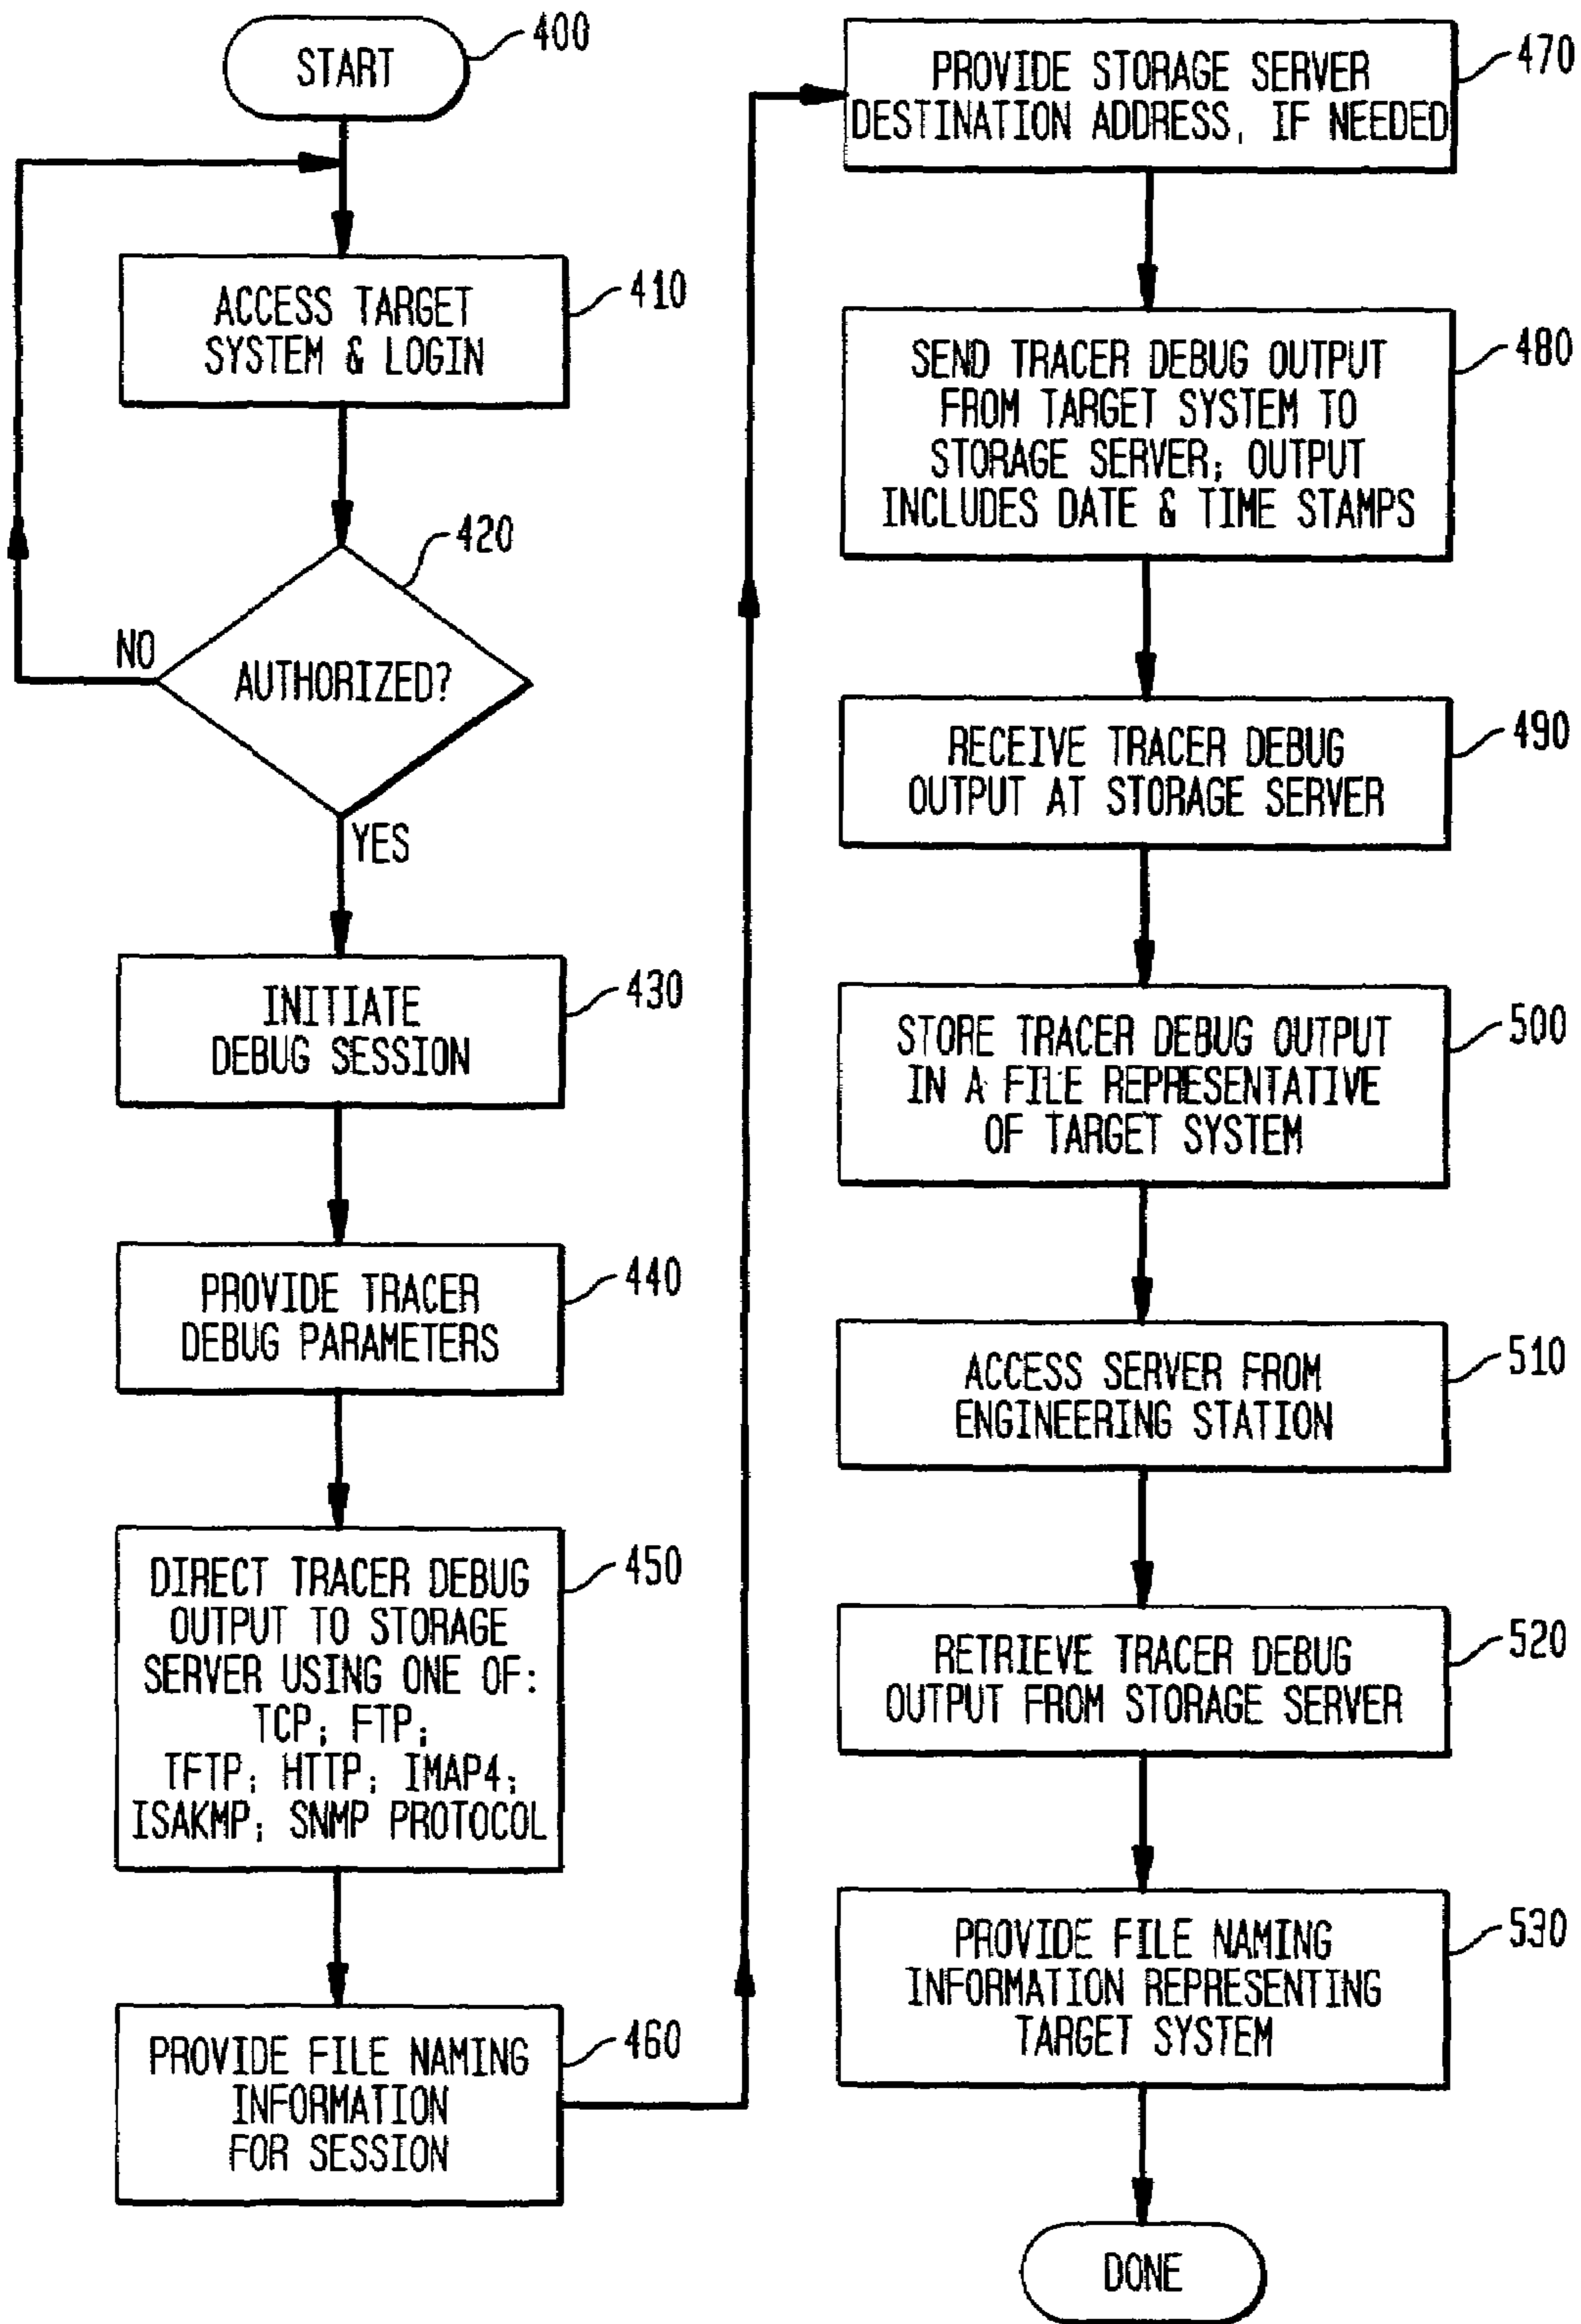 START
400
ACCESS TARGET
SYSTEM & LOGIN
410
420
AUTHORIZED?
NO
YES
INITIATE
DEBUG SESSION
430
PROVIDE TRACER
DEBUG PARAMETERS
440
DIRECT TRACER DEBUG
OUTPUT TO STORAGE
SERVER USING ONE OF:
TCP; FTP;
TFTP; HTTP; IMAP4;
ISAKMP; SNMP PROTOCOL
450
PROVIDE FILE NAMING
INFORMATION
FOR SESSION
460
PROVIDE STORAGE SERVER
DESTINATION ADDRESS, IF NEEDED
470
SEND TRACER DEBUG OUTPUT
FROM TARGET SYSTEM TO
STORAGE SERVER; OUTPUT
INCLUDES DATE & TIME STAMPS
480
RECEIVE TRACER DEBUG
OUTPUT AT STORAGE SERVER
490
STORE TRACER DEBUG OUTPUT
IN A FILE REPRESENTATIVE
OF TARGET SYSTEM
500
ACCESS SERVER FROM
ENGINEERING STATION
510
RETRIEVE TRACER DEBUG
OUTPUT FROM STORAGE SERVER
520
PROVIDE FILE NAMING
INFORMATION REPRESENTING
TARGET SYSTEM
530
DONE